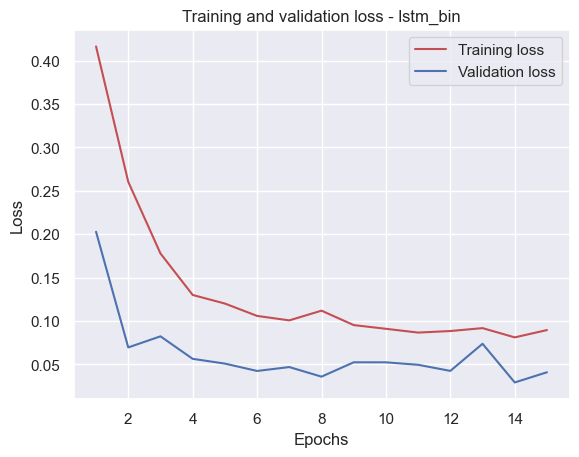 Training and validation loss - lstm_bin
Training loss
Validation loss
Loss
0.40
0.35
0.30
0.25
0.20
0.15
0.10
0.05
2 4 6 8 10 12 14
Epochs